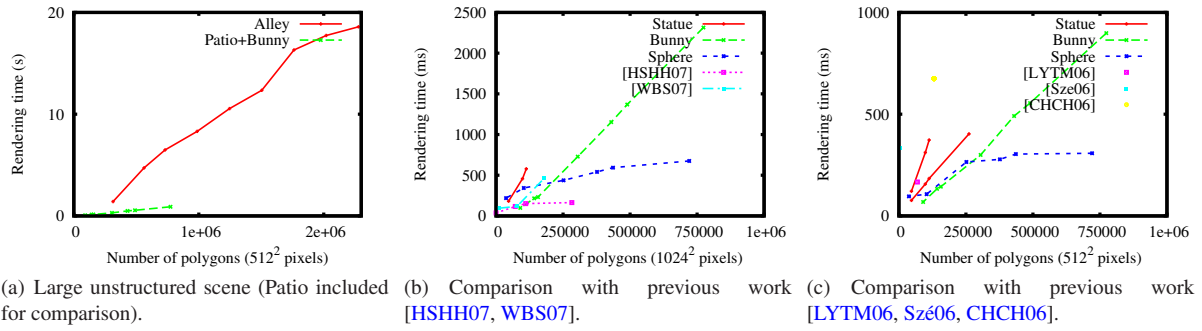 Rendering time (s)
20
10
0
Alley
Patio+Bunny
0 1e+06 2e+06
Number of polygons (512² pixels)
(a) Large unstructured scene (Patio included
for comparison).
Rendering time (ms)
2500
2000
1500
1000
500
0
Statue
Bunny
Sphere
[HSHH07]
[WBS07]
0 250000 500000 750000 1e+06
Number of polygons (1024² pixels)
(b) Comparison with previous work
[HSHH07, WBS07].
Rendering time (ms)
1000
500
0
Statue
Bunny
Sphere
[LYTM06]
[Sze06]
[CHCH06]
0 250000 500000 750000 1e+06
Number of polygons (512² pixels)
(c) Comparison with previous work
[LYTM06, Szé06, CHCH06].